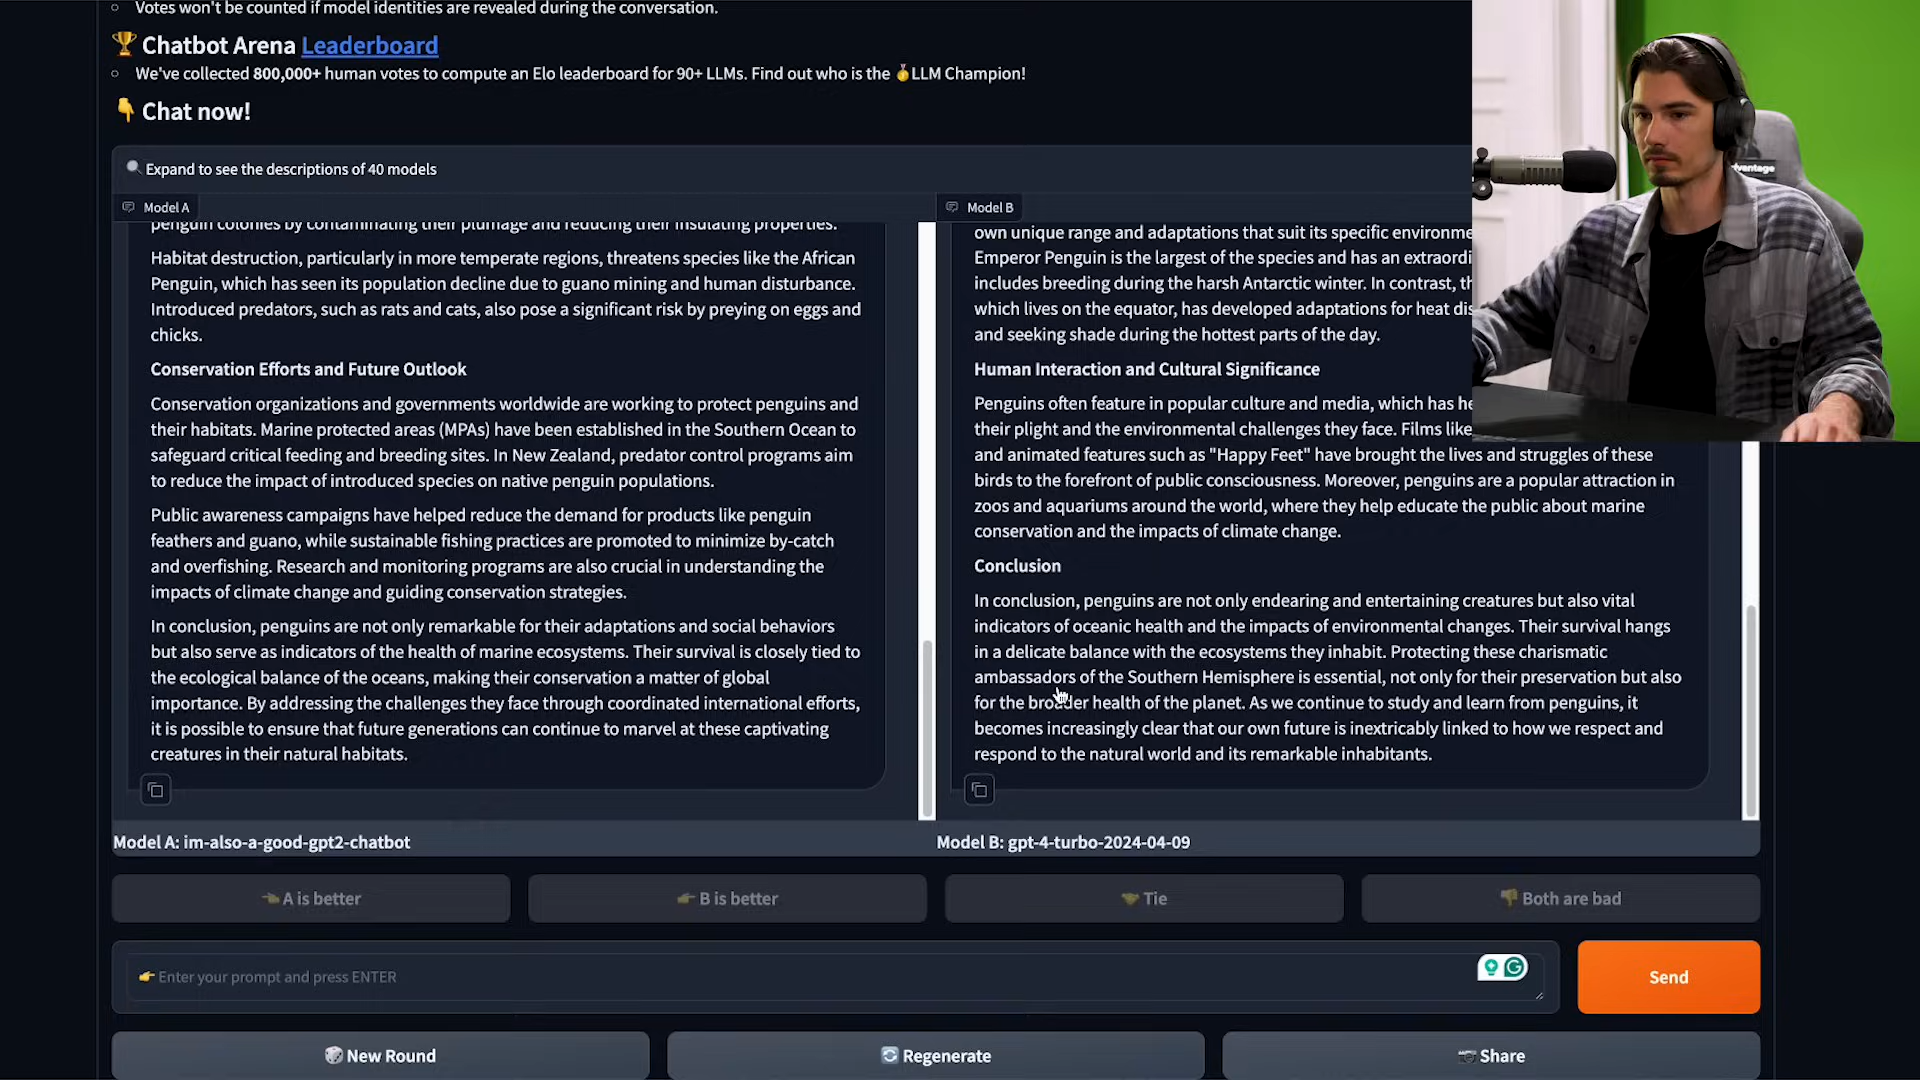 Votes won't be counted if model identities are revealed during the conversation.
Chatbot Arena Leaderboard
We've collected 800,000+ human votes to compute an Elo leaderboard for 90+ LLMs. Find out who is the 🥇LLM Champion!
👇 Chat now!
Expand to see the descriptions of 40 models
Model A
penguin colonies by contaminating their plumage and reducing their insulating properties.
Habitat destruction, particularly in more temperate regions, threatens species like the African
Penguin, which has seen its population decline due to guano mining and human disturbance.
Introduced predators, such as rats and cats, also pose a significant risk by preying on eggs and
chicks.
Conservation Efforts and Future Outlook
Conservation organizations and governments worldwide are working to protect penguins and
their habitats. Marine protected areas (MPAs) have been established in the Southern Ocean to
safeguard critical feeding and breeding sites. In New Zealand, predator control programs aim
to reduce the impact of introduced species on native penguin populations.
Public awareness campaigns have helped reduce the demand for products like penguin
feathers and guano, while sustainable fishing practices are promoted to minimize by-catch
and overfishing. Research and monitoring programs are also crucial in understanding the
impacts of climate change and guiding conservation strategies.
In conclusion, penguins are not only remarkable for their adaptations and social behaviors
but also serve as indicators of the health of marine ecosystems. Their survival is closely tied to
the ecological balance of the oceans, making their conservation a matter of global
importance. By addressing the challenges they face through coordinated international efforts,
it is possible to ensure that future generations can continue to marvel at these captivating
creatures in their natural habitats.
Model B
own unique range and adaptations that suit its specific environme
Emperor Penguin is the largest of the species and has an extraordi
includes breeding during the harsh Antarctic winter. In contrast, th
which lives on the equator, has developed adaptations for heat dis
and seeking shade during the hottest parts of the day.
Human Interaction and Cultural Significance
Penguins often feature in popular culture and media, which has he
their plight and the environmental challenges they face. Films like
and animated features such as "Happy Feet" have brought the lives and struggles of these
birds to the forefront of public consciousness. Moreover, penguins are a popular attraction in
zoos and aquariums around the world, where they help educate the public about marine
conservation and the impacts of climate change.
Conclusion
In conclusion, penguins are not only endearing and entertaining creatures but also vital
indicators of oceanic health and the impacts of environmental changes. Their survival hangs
in a delicate balance with the ecosystems they inhabit. Protecting these charismatic
ambassadors of the Southern Hemisphere is essential, not only for their preservation but also
for the broader health of the planet. As we continue to study and learn from penguins, it
becomes increasingly clear that our own future is inextricably linked to how we respect and
respond to the natural world and its remarkable inhabitants.
Model A: im-also-a-good-gpt2-chatbot
Model B: gpt-4-turbo-2024-04-09
A is better
B is better
Tie
Both are bad
Enter your prompt and press ENTER
Send
New Round
Regenerate
Share